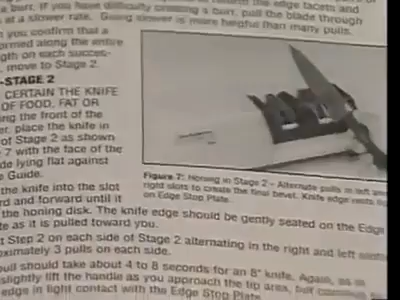 a burr. If you have difficulty creating a burr, pull the blade through
at a slower rate. Going slower is more helpful than many pulls.
you confirm that a
formed along the entire
gth on each succes-
, move to Stage 2.
-STAGE 2
CERTAIN THE KNIFE
OF FOOD, FAT OR
ing the front of the
er, place the knife in
of Stage 2 as shown
7 with the face of the
de lying flat against
e Guide.
the knife into the slot
rd and forward until it
the honing disk. The knife edge should be gently seated on the Edge
te as it is pulled toward you.
t Step 2 on each side of Stage 2 alternating in the right and left
oximately 3 pulls on each side.
pull should take about 4 to 8 seconds for an 8" knife. Again, as
slightly lift the handle as you approach the tip area, but
edge in light contact with the Edge Stop Plate.
Figure 7: Honing in Stage 2 – Alternate pulls in left and
right slots to create the final bevel. Knife edge rests
on Edge Stop Plate.